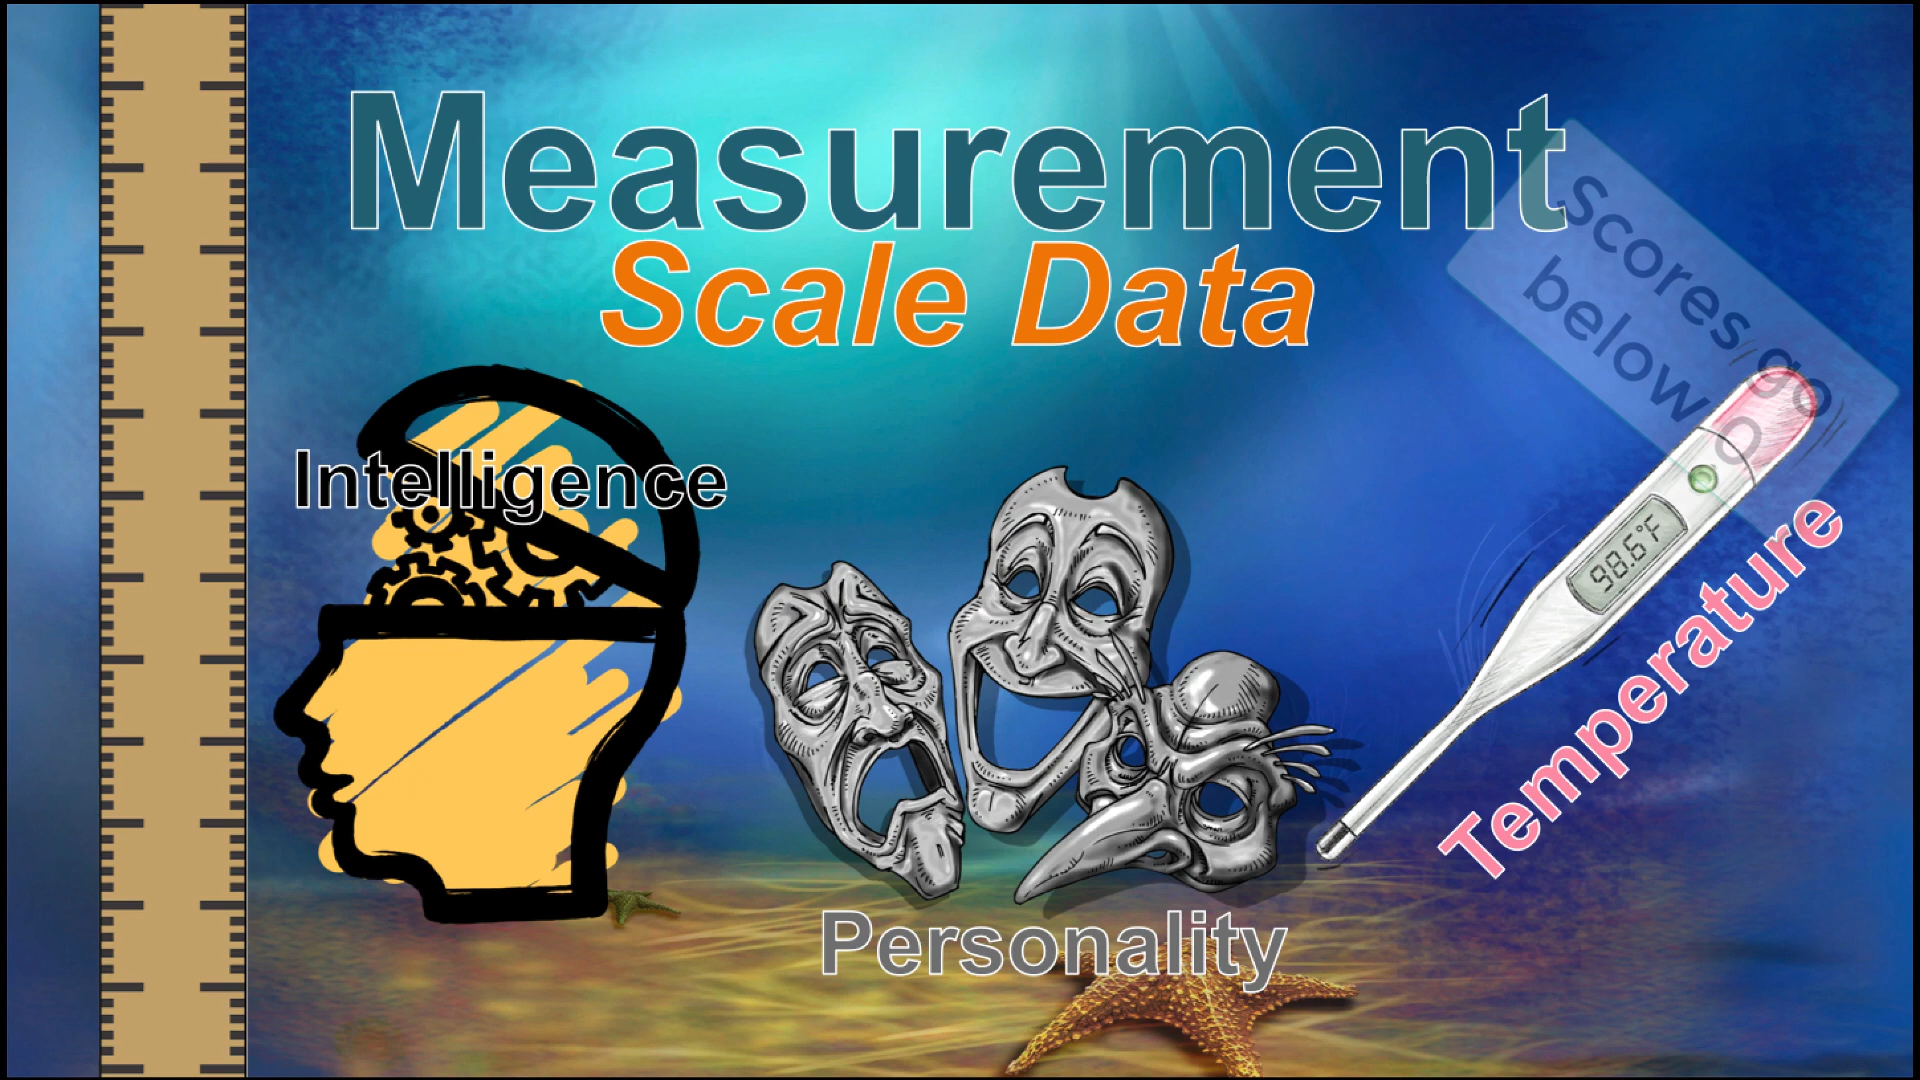 Measurement
Scale Data
scores go
below 0
Intelligence
98.6°F
Temperature
Personality